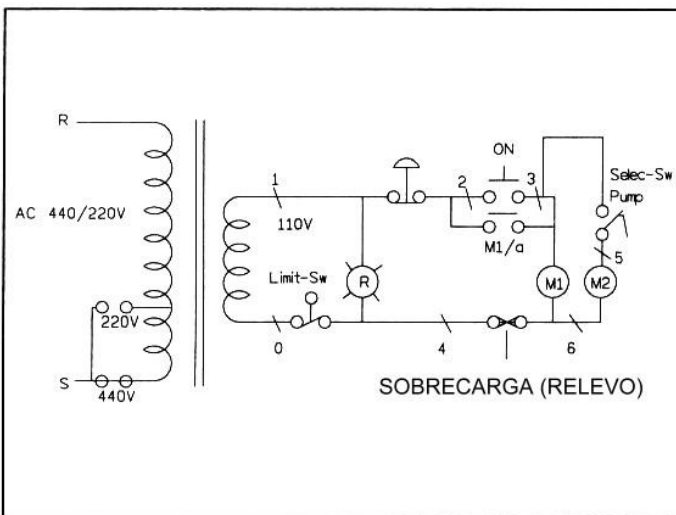 R
AC 440/220V
220V
S
440V
1
110V
Limit-Sw
0
R
2
ON
3
M1/a
Selec-Sw
Pump
5
M1
M2
4
6
SOBRECARGA (RELEVO)